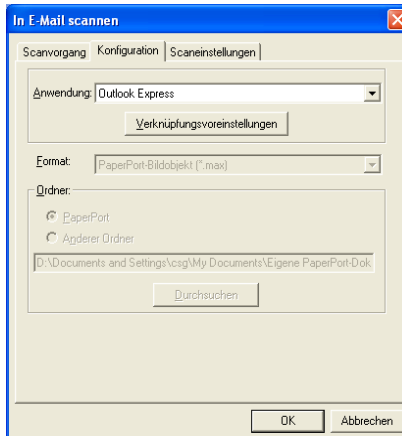 In E-Mail scannen
Scanvorgang Konfiguration Scaneinstellungen
Anwendung: Outlook Express
Verknüpfungsvoreinstellungen
Format: PaperPort-Bildobjekt (*.max)
Ordner:
PaperPort
Anderer Ordner
D:\Documents and Settings\csg\My Documents\Eigene PaperPort-Dok
Durchsuchen
OK Abbrechen